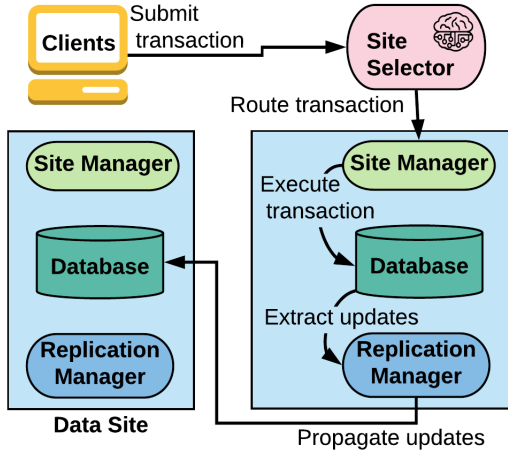 Submit
transaction
Clients
Site
Selector
Route transaction
Site Manager
Site Manager
Execute
transaction
Database
Database
Extract updates
Replication
Manager
Replication
Manager
Data Site
Propagate updates